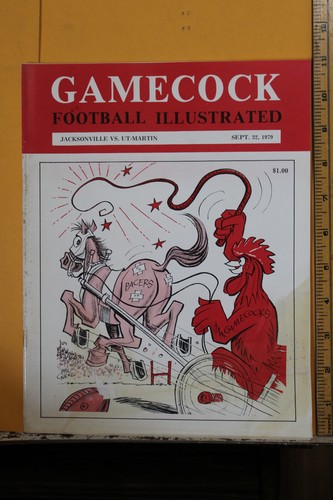 GAMECOCK
FOOTBALL ILLUSTRATED
JACKSONVILLE VS. UT-MARTIN SEPT. 22, 1979
$1.00
PACERS
GAMECOCKS